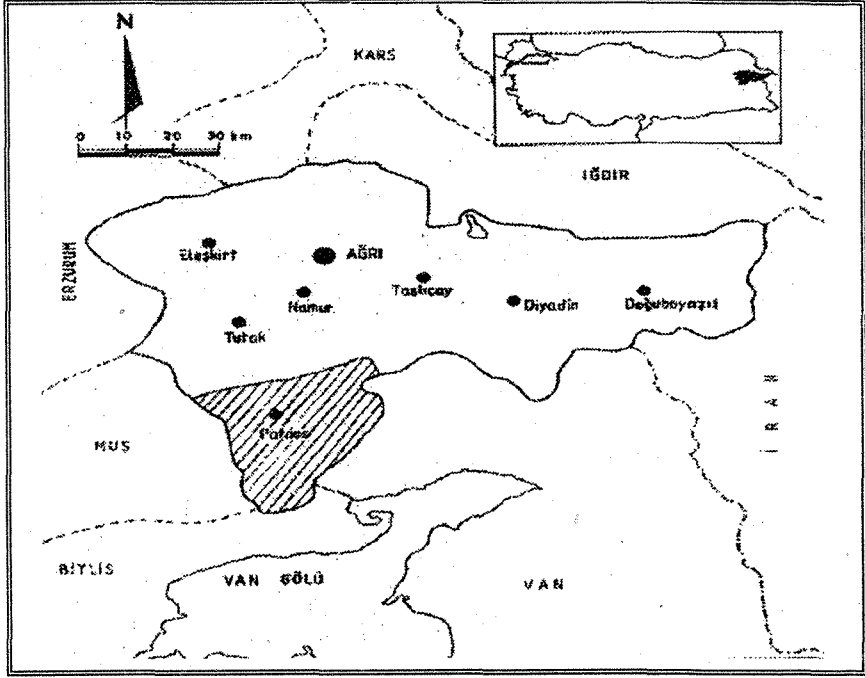 N
KARS
0 10 20 30 km
IĞDIR
ERZURUM
Eleşkirt
AĞRI
Taşlıçay
Hamur
Diyadin
Doğubayazıt
Tutak
Patnos
MUŞ
İRAN
BİYLİS
VAN GÖLÜ
VAN